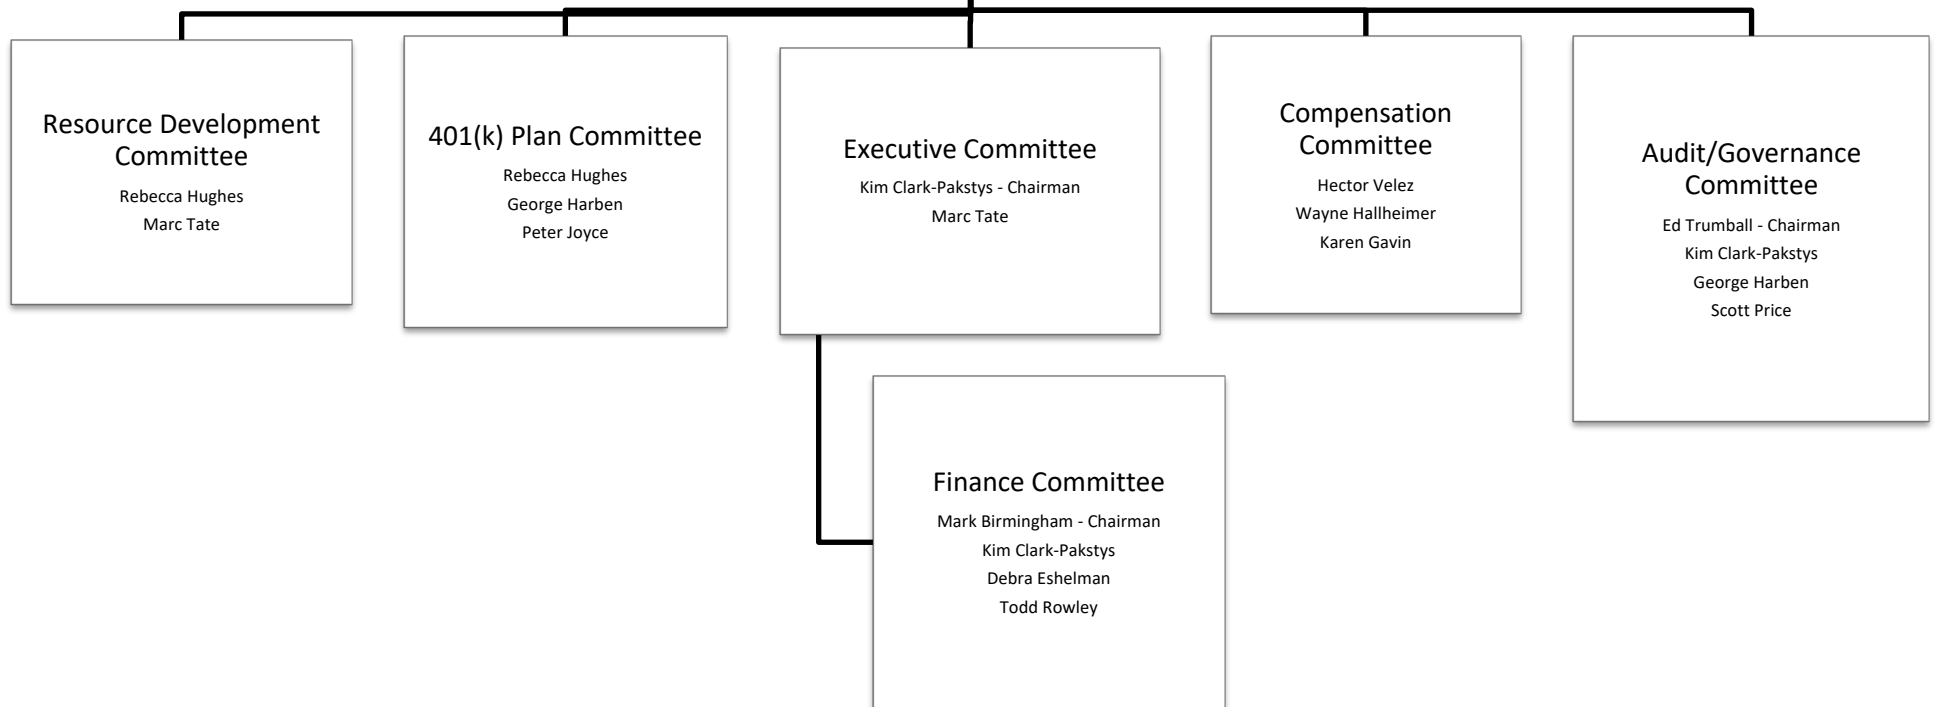 Resource Development
Committee
Rebecca Hughes
Marc Tate
401(k) Plan Committee
Rebecca Hughes
George Harben
Peter Joyce
Executive Committee
Kim Clark-Pakstys - Chairman
Marc Tate
Compensation
Committee
Hector Velez
Wayne Hallheimer
Karen Gavin
Audit/Governance
Committee
Ed Trumball - Chairman
Kim Clark-Pakstys
George Harben
Scott Price
Finance Committee
Mark Birmingham - Chairman
Kim Clark-Pakstys
Debra Eshelman
Todd Rowley